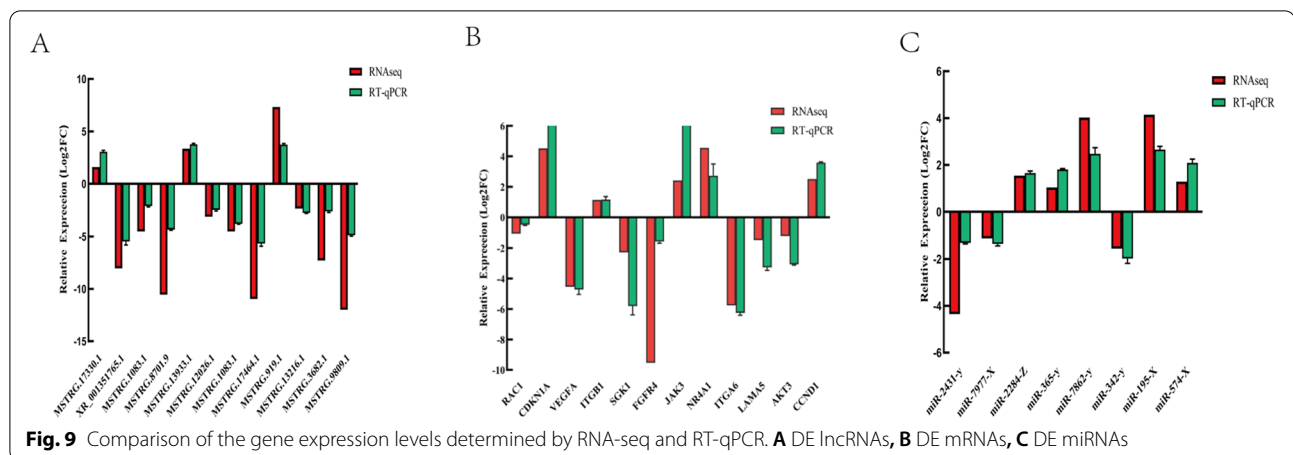 A
RNAseq
RT-qPCR
Relative Expreceion (Log2FC)
10
5
0
-5
-10
-15
MSTRG.17330.1
XR_001351765.1
MSTRG.1083.1
MSTRG.8701.9
MSTRG.13933.1
MSTRG.12026.1
MSTRG.1083.1
MSTRG.17464.1
MSTRG.919.1
MSTRG.13216.1
MSTRG.3682.1
MSTRG.9809.1
B
RNAseq
RT-qPCR
Relative Expreceion (Log2FC)
6
4
2
0
-2
-4
-6
-8
-10
RAC1
CDKN1A
VEGFA
ITGB1
SGK1
FGFR4
JAK3
NR4A1
ITGA6
LAMA5
AKT3
CCND1
C
RNAseq
RT-qPCR
Relative Expreceion (Log2FC)
6
4
2
0
-2
-4
-6
miR-2431-y
miR-7977-X
miR-2284-Z
miR-365-y
miR-7862-y
miR-342-y
miR-195-X
miR-574-X
Fig. 9 Comparison of the gene expression levels determined by RNA-seq and RT-qPCR. A DE lncRNAs, B DE mRNAs, C DE miRNAs